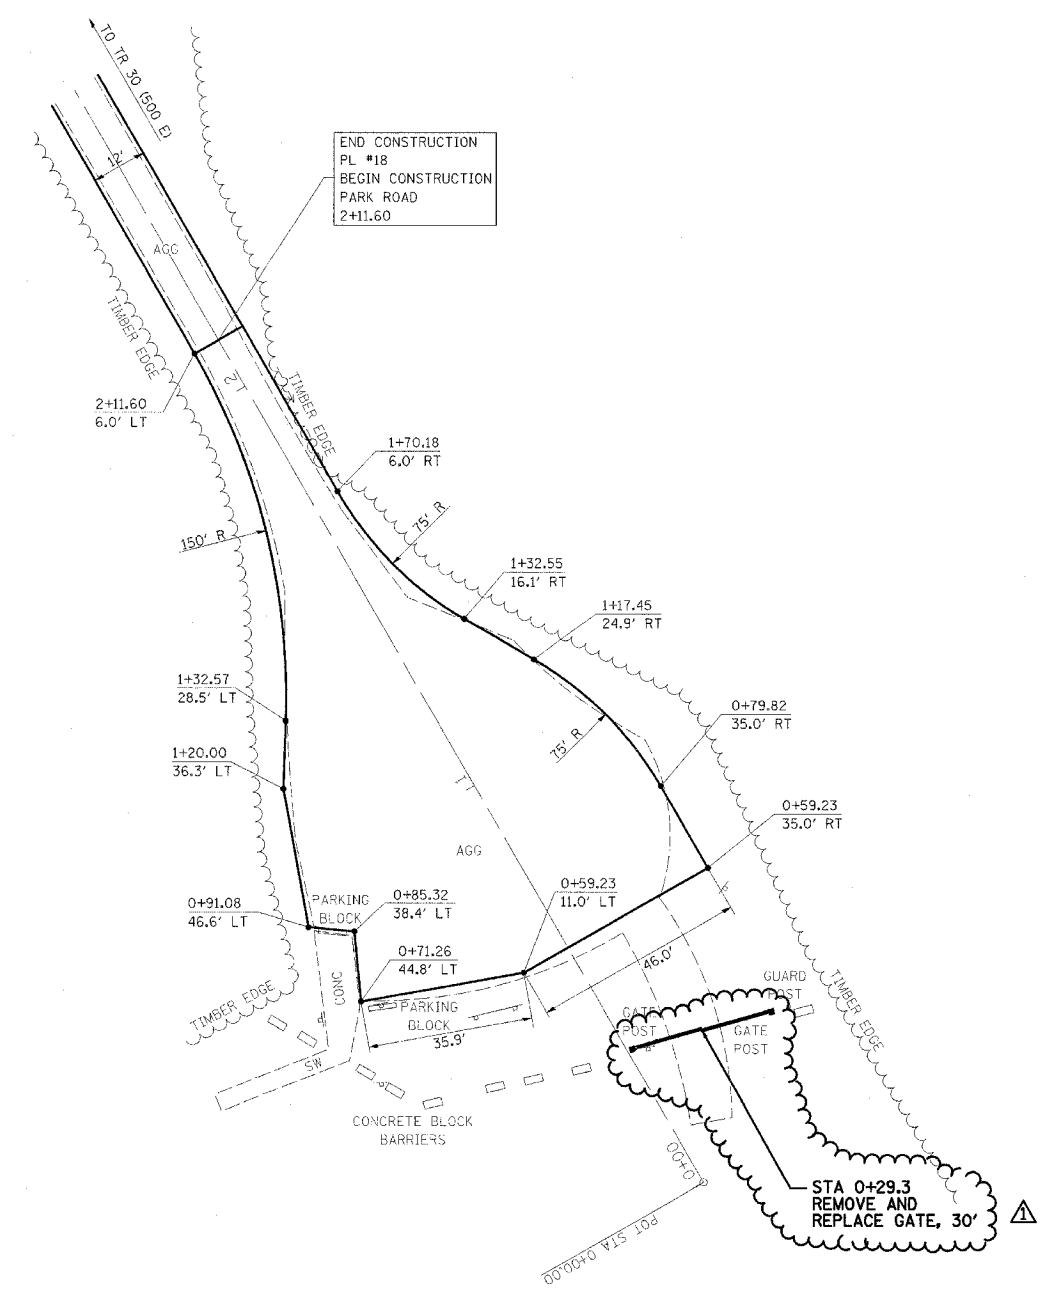 TO TR 30 (500 E)
12'
END CONSTRUCTION
PL #18
BEGIN CONSTRUCTION
PARK ROAD
2+11.60
AGG
TIMBER EDGE
TIMBER EDGE
2+11.60
6.0' LT
L2
1+70.18
6.0' RT
75' R
150' R
1+32.55
16.1' RT
1+17.45
24.9' RT
1+32.57
28.5' LT
0+79.82
35.0' RT
75' R
1+20.00
36.3' LT
0+59.23
35.0' RT
AGG
0+59.23
11.0' LT
PARKING
BLOCK
0+85.32
38.4' LT
0+91.08
46.6' LT
0+71.26
44.8' LT
46.0'
CONC
TIMBER EDGE
PARKING
BLOCK
35.9'
GUARD
POST
GATE
POST
GATE
POST
TIMBER EDGE
SW
CONCRETE BLOCK
BARRIERS
0+00
POT STA 0+00.00
STA 0+29.3
REMOVE AND
REPLACE GATE, 30'
1